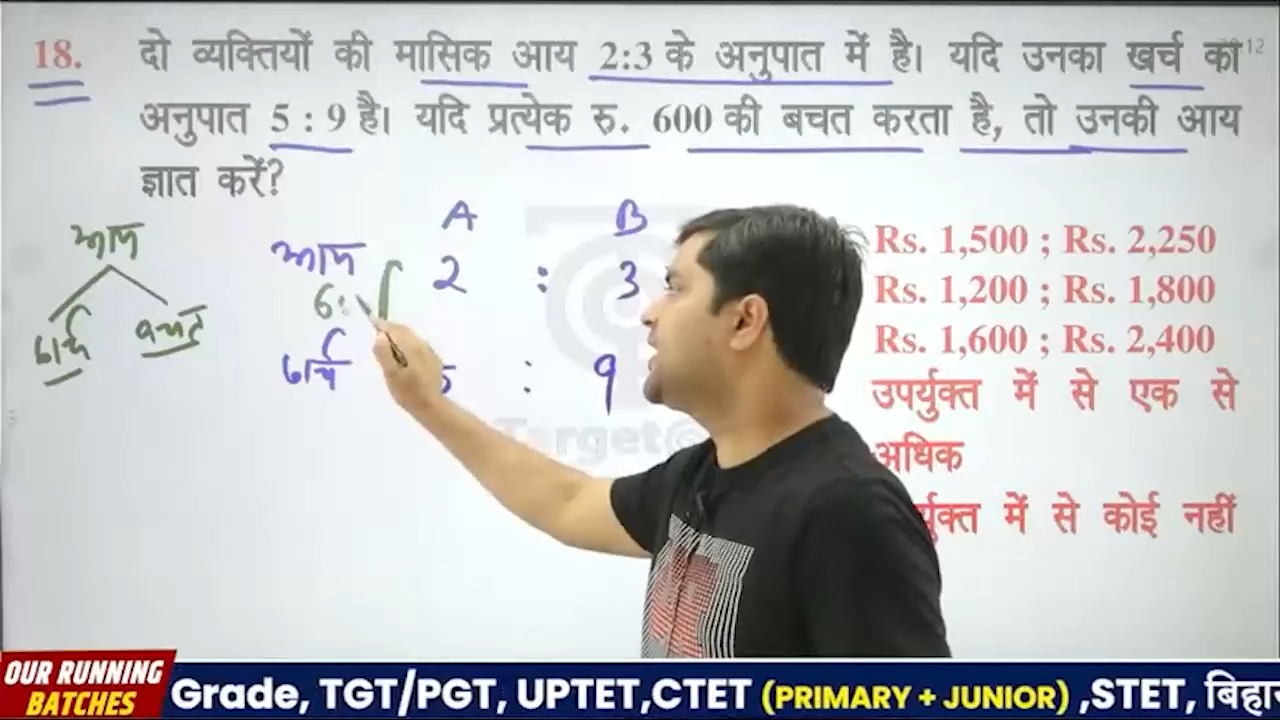 18. दो व्यक्तियों की मासिक आय 2:3 के अनुपात में है। यदि उनका खर्च का
अनुपात 5 : 9 है। यदि प्रत्येक रु. 600 की बचत करता है, तो उनकी आय
ज्ञात करें?
आय
खर्च बचत
A B
आय 2 : 3
6:
खर्च 5 : 9
Rs. 1,500 ; Rs. 2,250
Rs. 1,200 ; Rs. 1,800
Rs. 1,600 ; Rs. 2,400
उपर्युक्त में से एक से
अधिक
में से कोई नहीं
Target@
OUR RUNNING
BATCHES
Grade, TGT/PGT, UPTET,CTET (PRIMARY + JUNIOR) ,STET,